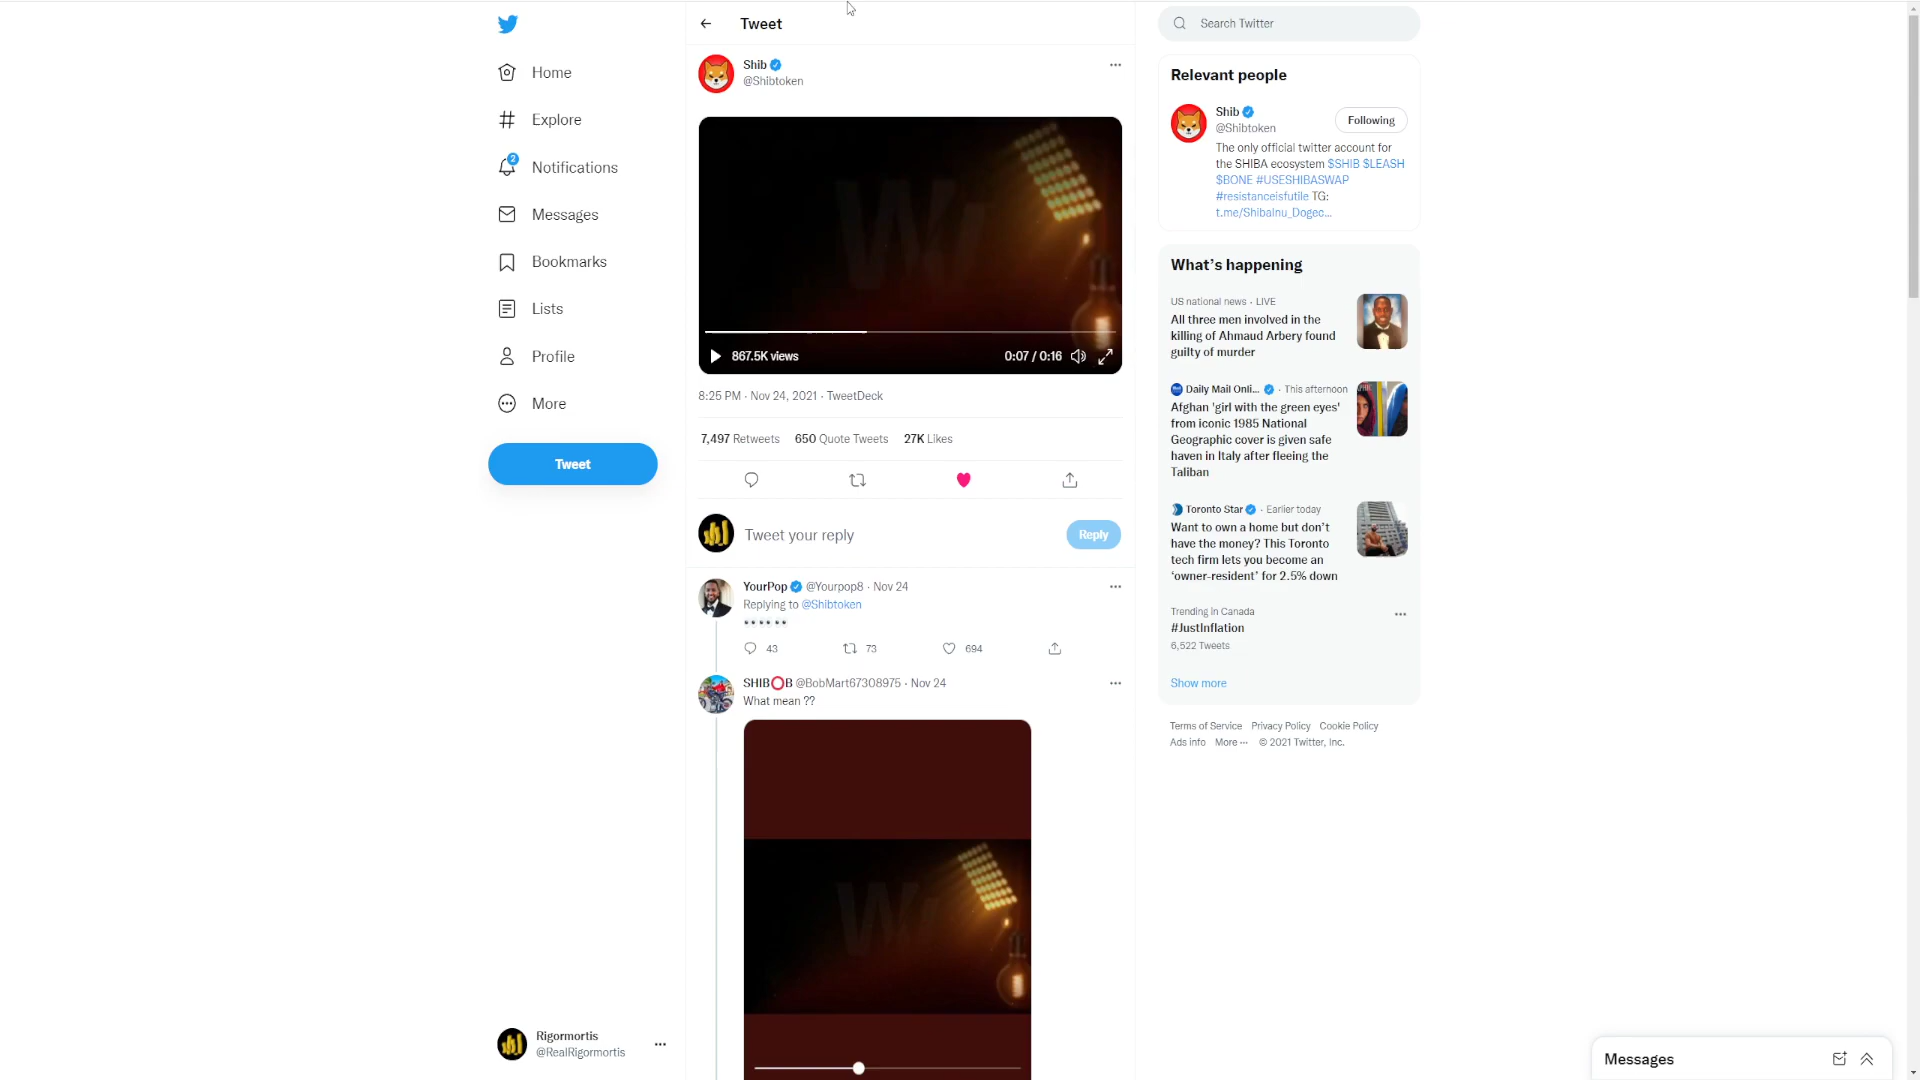 Home
Explore
2
Notifications
Messages
Bookmarks
Lists
Profile
More
Tweet
Rigormortis
@RealRigormortis
Tweet
Shib
@Shibtoken
W
867.5K views
0:07 / 0:16
8:25 PM · Nov 24, 2021 · TweetDeck
7,497 Retweets 650 Quote Tweets 27K Likes
Tweet your reply
Reply
YourPop @Yourpop8 · Nov 24
Replying to @Shibtoken
43 73 694
SHIB⭕B @BobMart67308975 · Nov 24
What mean ??
W
Search Twitter
Relevant people
Shib
@Shibtoken
Following
The only official twitter account for
the SHIBA ecosystem $SHIB $LEASH
$BONE #USESHIBASWAP
#resistanceisfutile TG:
t.me/ShibaInu_Dogec...
What's happening
US national news · LIVE
All three men involved in the
killing of Ahmaud Arbery found
guilty of murder
Daily Mail Onli... · This afternoon
Afghan 'girl with the green eyes'
from iconic 1985 National
Geographic cover is given safe
haven in Italy after fleeing the
Taliban
Toronto Star · Earlier today
Want to own a home but don't
have the money? This Toronto
tech firm lets you become an
'owner-resident' for 2.5% down
Trending in Canada
#JustInflation
6,522 Tweets
Show more
Terms of Service Privacy Policy Cookie Policy
Ads info More ··· © 2021 Twitter, Inc.
Messages